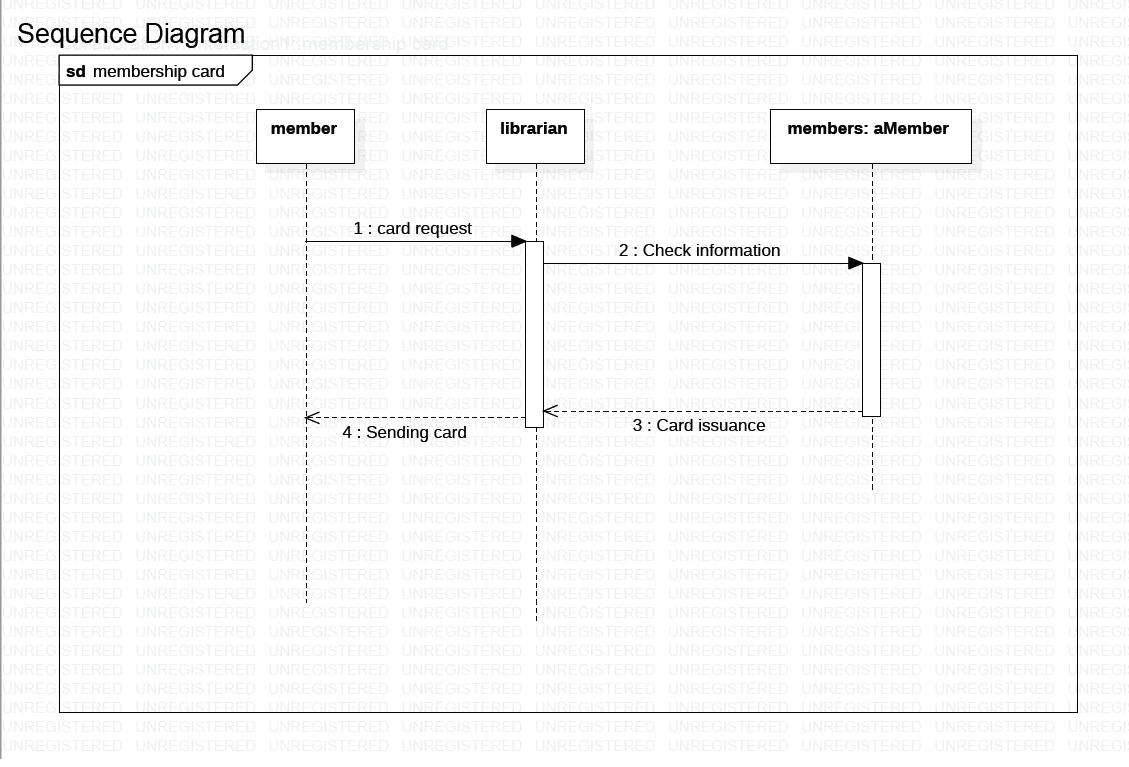 Sequence Diagram
sd membership card
member
librarian
members: aMember
1 : card request
2 : Check information
3 : Card issuance
4 : Sending card
UNREGISTERED